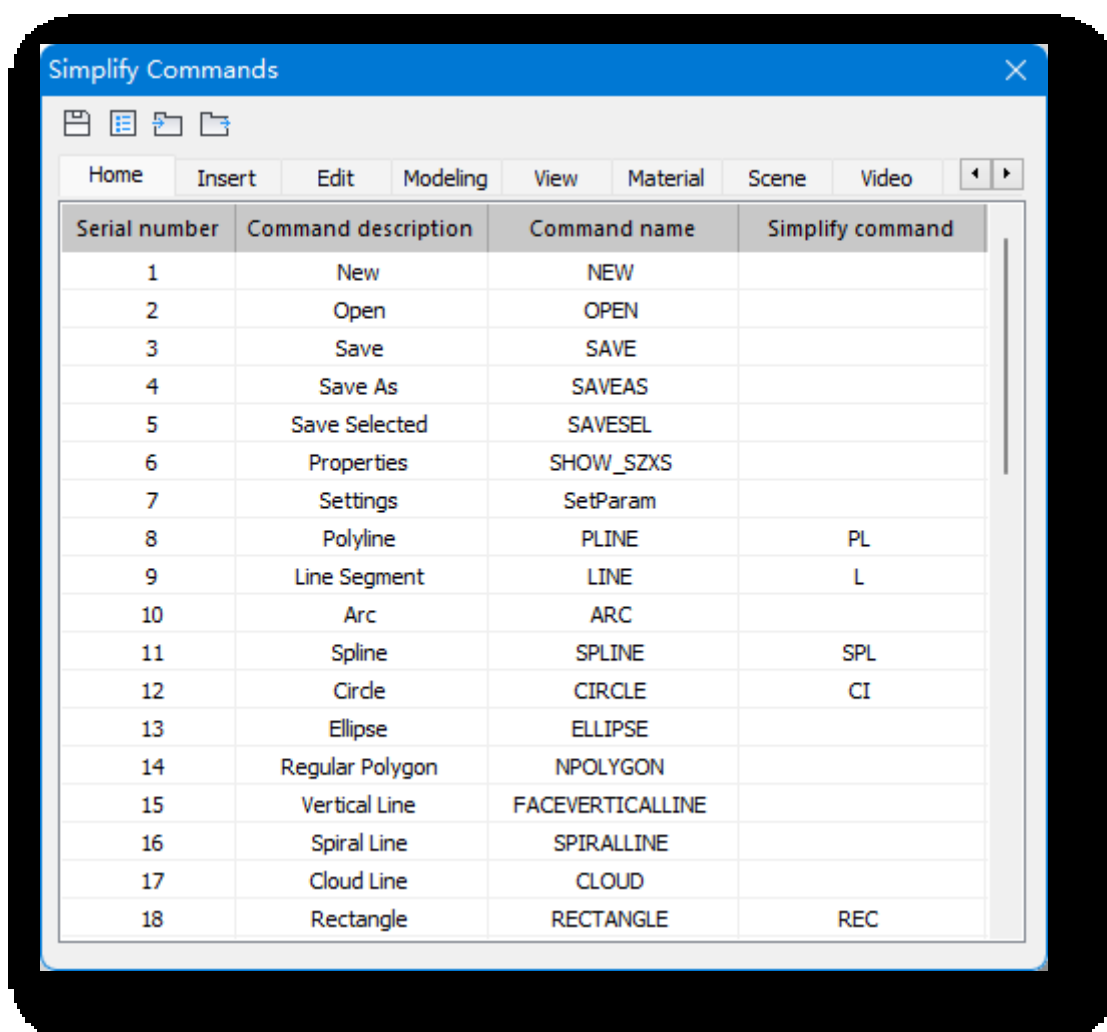 Simplify Commands
Home Insert Edit Modeling View Material Scene Video
Serial number Command description Command name Simplify command
1 New NEW
2 Open OPEN
3 Save SAVE
4 Save As SAVEAS
5 Save Selected SAVESEL
6 Properties SHOW_SZXS
7 Settings SetParam
8 Polyline PLINE PL
9 Line Segment LINE L
10 Arc ARC
11 Spline SPLINE SPL
12 Circle CIRCLE CI
13 Ellipse ELLIPSE
14 Regular Polygon NPOLYGON
15 Vertical Line FACEVERTICALLINE
16 Spiral Line SPIRALLINE
17 Cloud Line CLOUD
18 Rectangle RECTANGLE REC